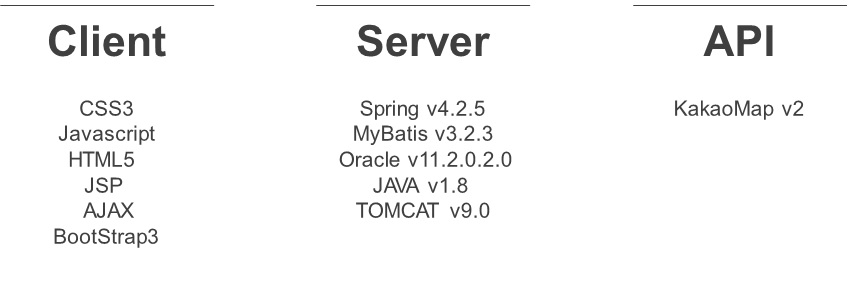 Client
CSS3
Javascript
HTML5
JSP
AJAX
BootStrap3
Server
Spring v4.2.5
MyBatis v3.2.3
Oracle v11.2.0.2.0
JAVA v1.8
TOMCAT v9.0
API
KakaoMap v2